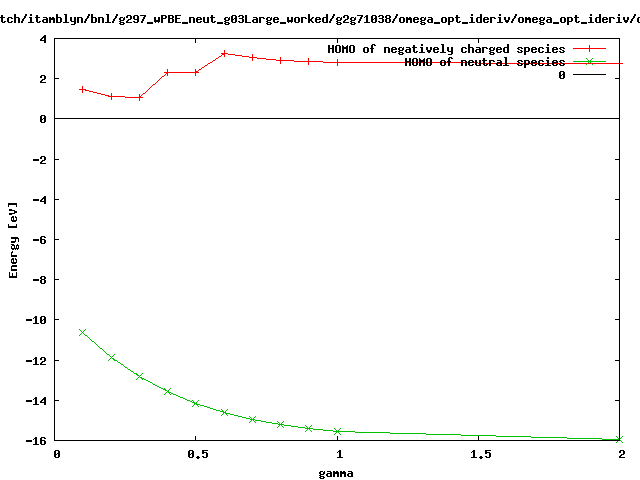 tch/itamblyn/bnl/g297_wPBE_neut_g03Large_worked/g2g71038/omega_opt_ideriv/omega_opt_ideriv/o
HOMO of negatively charged species
HOMO of neutral species
0
4
2
0
-2
-4
-6
-8
-10
-12
-14
-16
Energy [eV]
0 0.5 1 1.5 2
gamma